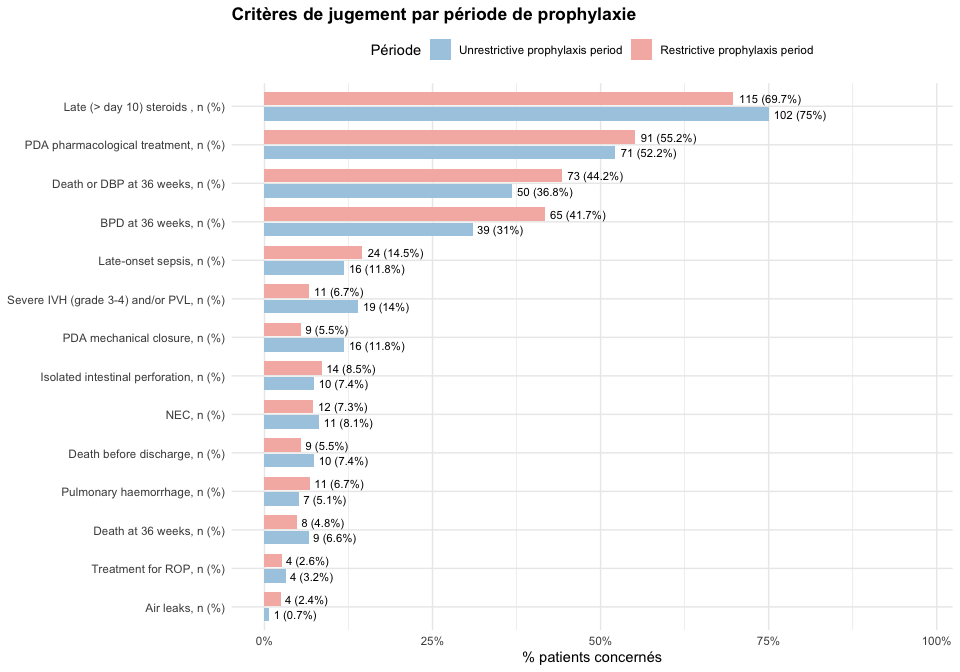 Critères de jugement par période de prophylaxie
Période Unrestrictive prophylaxis period Restrictive prophylaxis period
Late (> day 10) steroids , n (%)
115 (69.7%)
102 (75%)
PDA pharmacological treatment, n (%)
91 (55.2%)
71 (52.2%)
Death or DBP at 36 weeks, n (%)
73 (44.2%)
50 (36.8%)
BPD at 36 weeks, n (%)
65 (41.7%)
39 (31%)
Late-onset sepsis, n (%)
24 (14.5%)
16 (11.8%)
Severe IVH (grade 3-4) and/or PVL, n (%)
11 (6.7%)
19 (14%)
PDA mechanical closure, n (%)
9 (5.5%)
16 (11.8%)
Isolated intestinal perforation, n (%)
14 (8.5%)
10 (7.4%)
NEC, n (%)
12 (7.3%)
11 (8.1%)
Death before discharge, n (%)
9 (5.5%)
10 (7.4%)
Pulmonary haemorrhage, n (%)
11 (6.7%)
7 (5.1%)
Death at 36 weeks, n (%)
8 (4.8%)
9 (6.6%)
Treatment for ROP, n (%)
4 (2.6%)
4 (3.2%)
Air leaks, n (%)
4 (2.4%)
1 (0.7%)
0% 25% 50% 75% 100%
% patients concernés